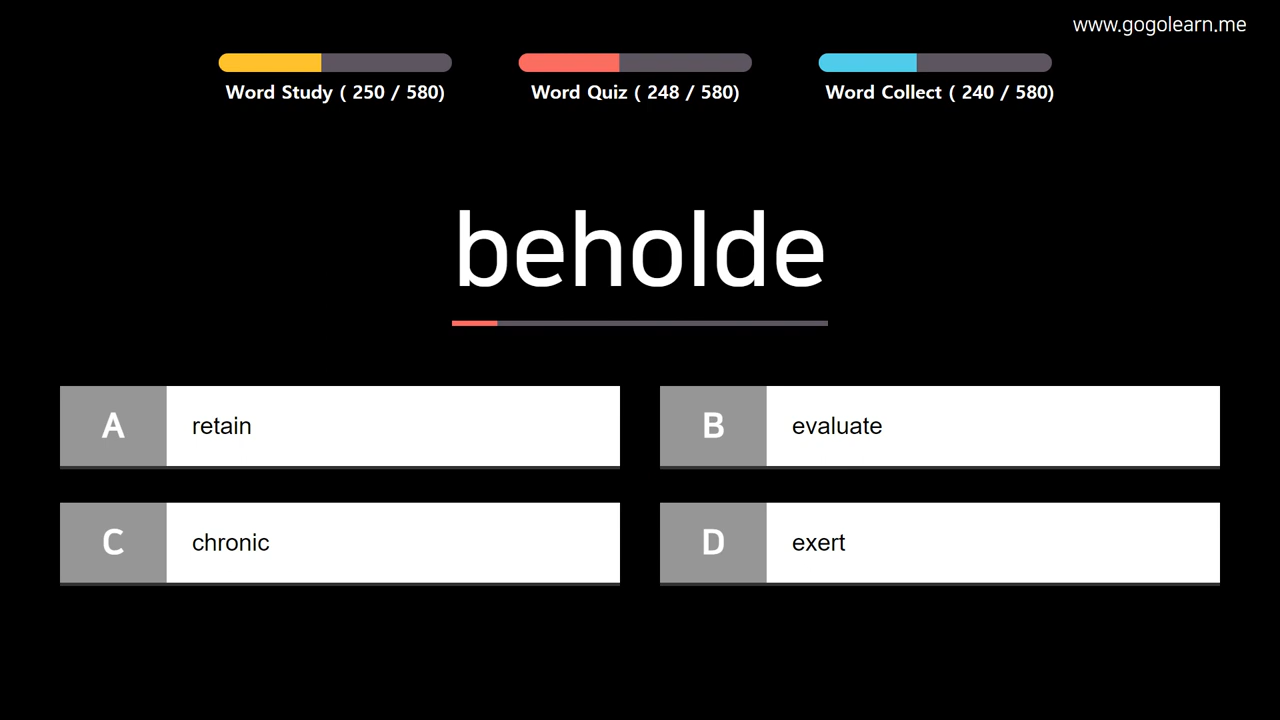 www.gogolearn.me
Word Study ( 250 / 580)
Word Quiz ( 248 / 580)
Word Collect ( 240 / 580)
beholde
A retain
B evaluate
C chronic
D exert